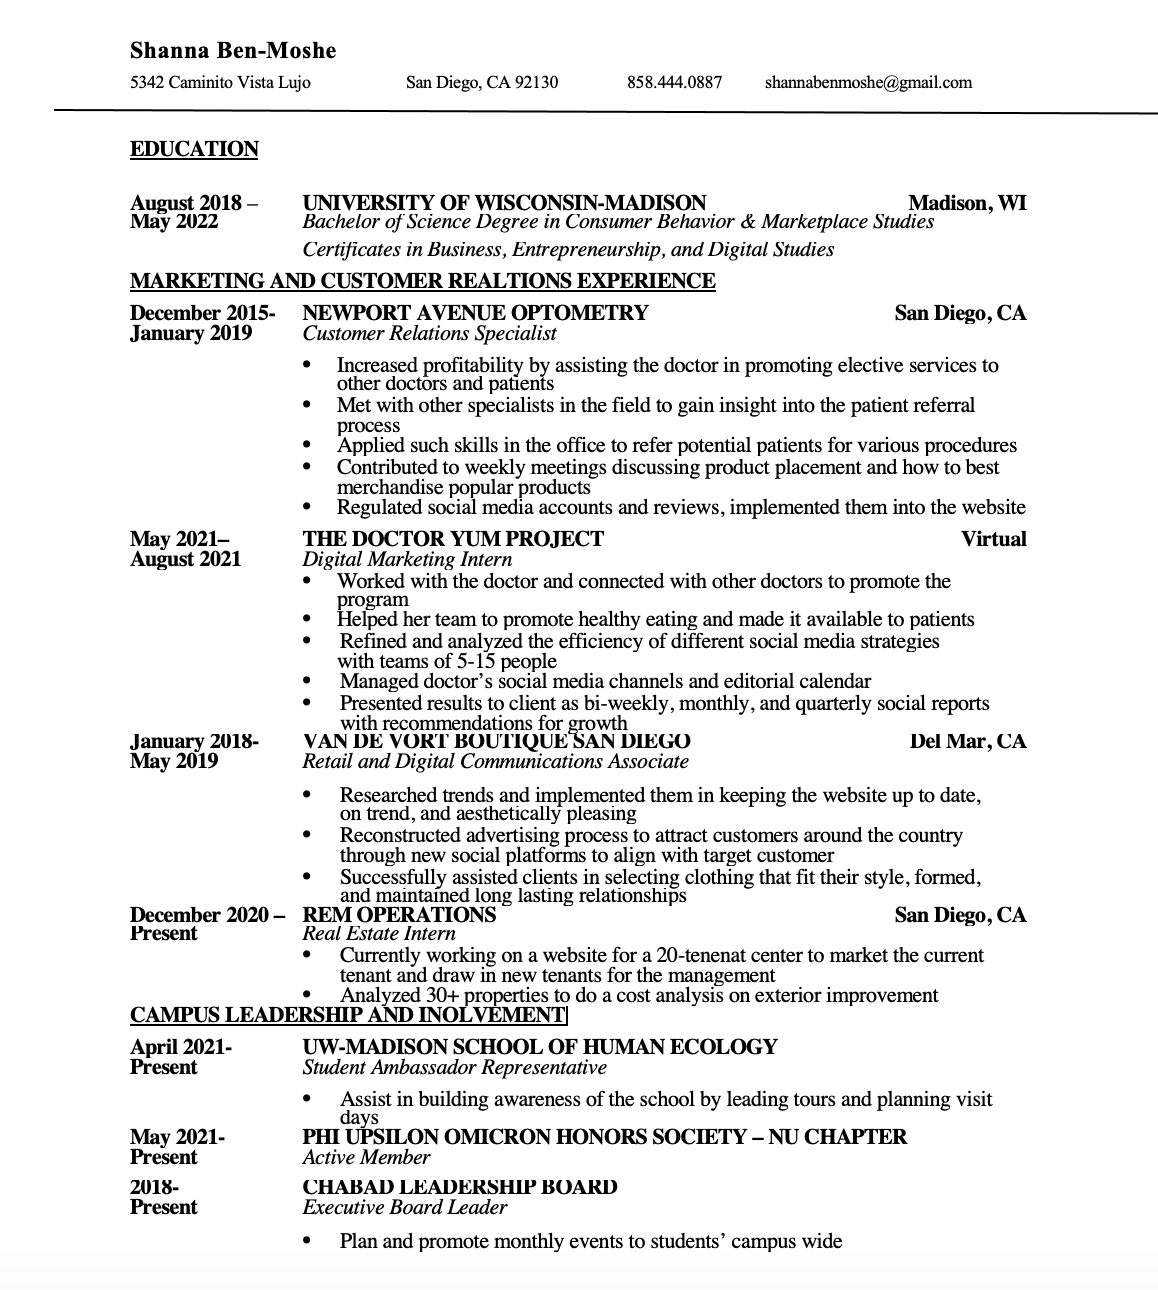 Shanna Ben-Moshe
5342 Caminito Vista Lujo San Diego, CA 92130 858.444.0887 shannabenmoshe@gmail.com
EDUCATION
August 2018 – UNIVERSITY OF WISCONSIN-MADISON Madison, WI
May 2022 Bachelor of Science Degree in Consumer Behavior & Marketplace Studies
Certificates in Business, Entrepreneurship, and Digital Studies
MARKETING AND CUSTOMER REALTIONS EXPERIENCE
December 2015- NEWPORT AVENUE OPTOMETRY San Diego, CA
January 2019 Customer Relations Specialist
• Increased profitability by assisting the doctor in promoting elective services to
other doctors and patients
• Met with other specialists in the field to gain insight into the patient referral
process
• Applied such skills in the office to refer potential patients for various procedures
• Contributed to weekly meetings discussing product placement and how to best
merchandise popular products
• Regulated social media accounts and reviews, implemented them into the website
May 2021– THE DOCTOR YUM PROJECT Virtual
August 2021 Digital Marketing Intern
• Worked with the doctor and connected with other doctors to promote the
program
• Helped her team to promote healthy eating and made it available to patients
• Refined and analyzed the efficiency of different social media strategies
with teams of 5-15 people
• Managed doctor’s social media channels and editorial calendar
• Presented results to client as bi-weekly, monthly, and quarterly social reports
with recommendations for growth
January 2018- VAN DE VORT BOUTIQUE SAN DIEGO Del Mar, CA
May 2019 Retail and Digital Communications Associate
• Researched trends and implemented them in keeping the website up to date,
on trend, and aesthetically pleasing
• Reconstructed advertising process to attract customers around the country
through new social platforms to align with target customer
• Successfully assisted clients in selecting clothing that fit their style, formed,
and maintained long lasting relationships
December 2020 – REM OPERATIONS San Diego, CA
Present Real Estate Intern
• Currently working on a website for a 20-tenenat center to market the current
tenant and draw in new tenants for the management
• Analyzed 30+ properties to do a cost analysis on exterior improvement
CAMPUS LEADERSHIP AND INOLVEMENT
April 2021- UW-MADISON SCHOOL OF HUMAN ECOLOGY
Present Student Ambassador Representative
• Assist in building awareness of the school by leading tours and planning visit
days
May 2021- PHI UPSILON OMICRON HONORS SOCIETY – NU CHAPTER
Present Active Member
2018- CHABAD LEADERSHIP BOARD
Present Executive Board Leader
• Plan and promote monthly events to students’ campus wide